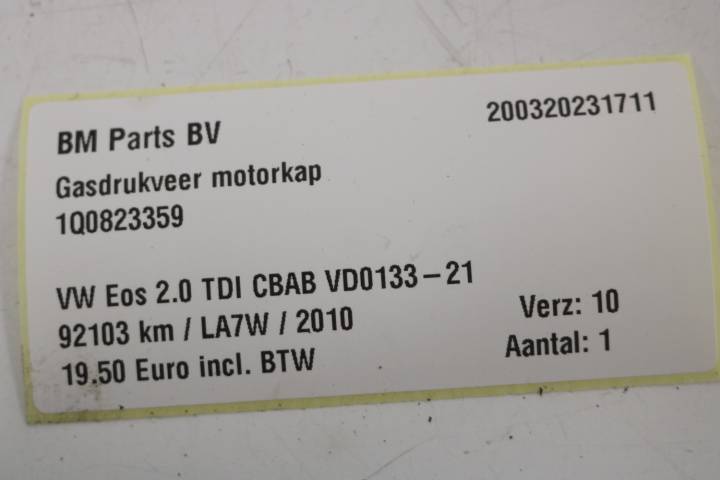 BM Parts BV
200320231711
Gasdrukveer motorkap
1Q0823359
VW Eos 2.0 TDI CBAB VD0133-21
92103 km / LA7W / 2010
Verz: 10
19.50 Euro incl. BTW
Aantal: 1